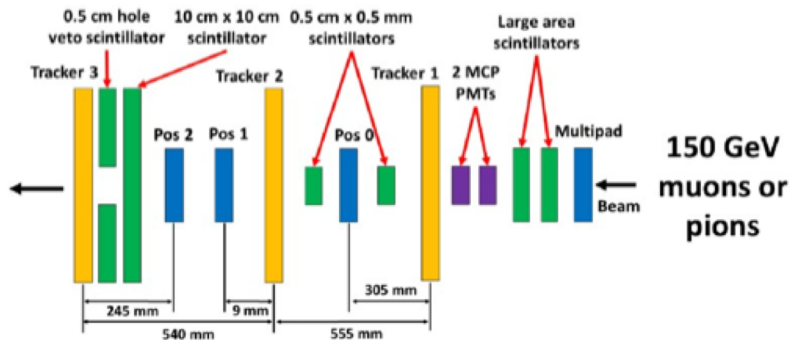 0.5 cm hole
veto scintillator
10 cm x 10 cm
scintillator
0.5 cm x 0.5 mm
scintillators
Large area
scintillators
Tracker 3
Tracker 2
Tracker 1
2 MCP
PMTs
Pos 2
Pos 1
Pos 0
Multipad
Beam
150 GeV
muons or
pions
245 mm
9 mm
305 mm
540 mm
555 mm